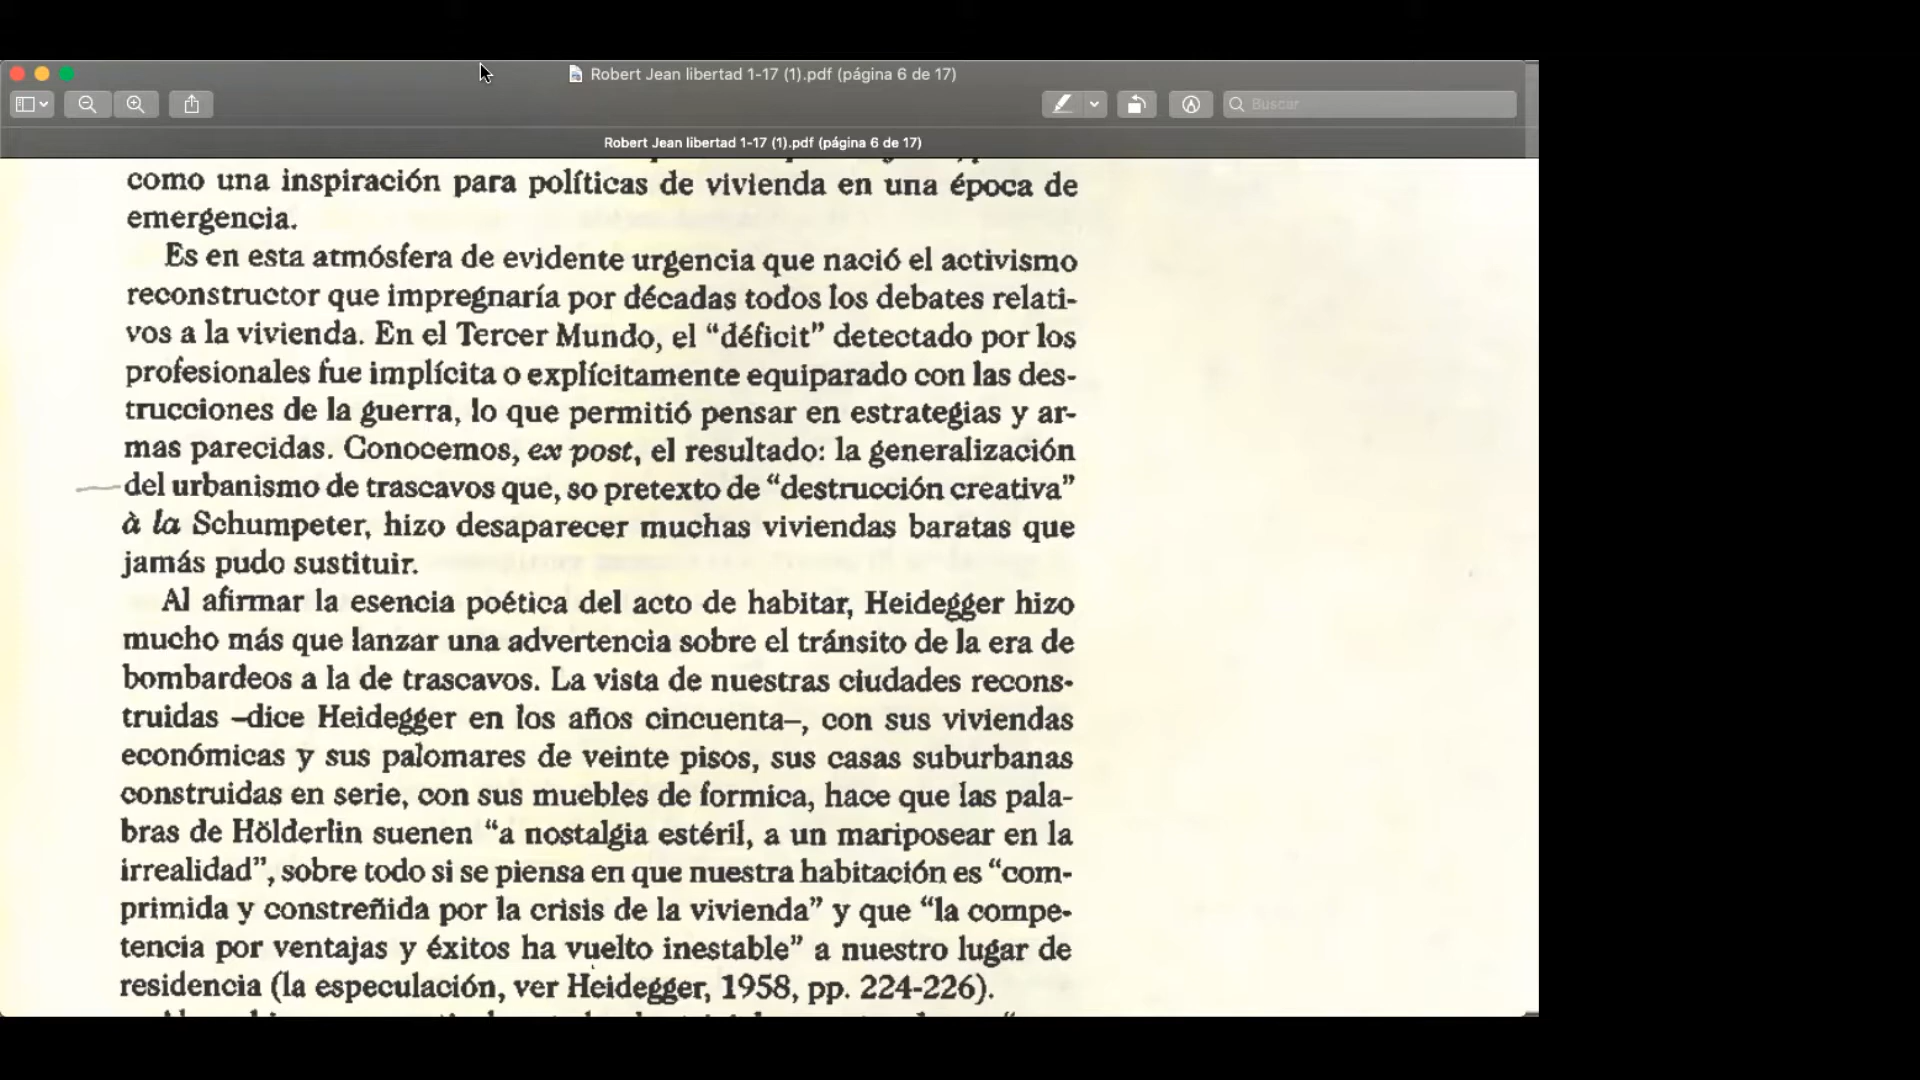 Robert Jean libertad 1-17 (1).pdf (página 6 de 17)
Buscar
Robert Jean libertad 1-17 (1).pdf (página 6 de 17)
como una inspiración para políticas de vivienda en una época de
emergencia.
Es en esta atmósfera de evidente urgencia que nació el activismo
reconstructor que impregnaría por décadas todos los debates relati-
vos a la vivienda. En el Tercer Mundo, el “déficit” detectado por los
profesionales fue implícita o explícitamente equiparado con las des-
trucciones de la guerra, lo que permitió pensar en estrategias y ar-
mas parecidas. Conocemos, ex post, el resultado: la generalización
del urbanismo de trascavos que, so pretexto de “destrucción creativa”
à la Schumpeter, hizo desaparecer muchas viviendas baratas que
jamás pudo sustituir.
Al afirmar la esencia poética del acto de habitar, Heidegger hizo
mucho más que lanzar una advertencia sobre el tránsito de la era de
bombardeos a la de trascavos. La vista de nuestras ciudades recons-
truidas –dice Heidegger en los años cincuenta–, con sus viviendas
económicas y sus palomares de veinte pisos, sus casas suburbanas
construidas en serie, con sus muebles de formica, hace que las pala-
bras de Hölderlin suenen “a nostalgia estéril, a un mariposear en la
irrealidad”, sobre todo si se piensa en que nuestra habitación es “com-
primida y constreñida por la crisis de la vivienda” y que “la compe-
tencia por ventajas y éxitos ha vuelto inestable” a nuestro lugar de
residencia (la especulación, ver Heidegger, 1958, pp. 224-226).